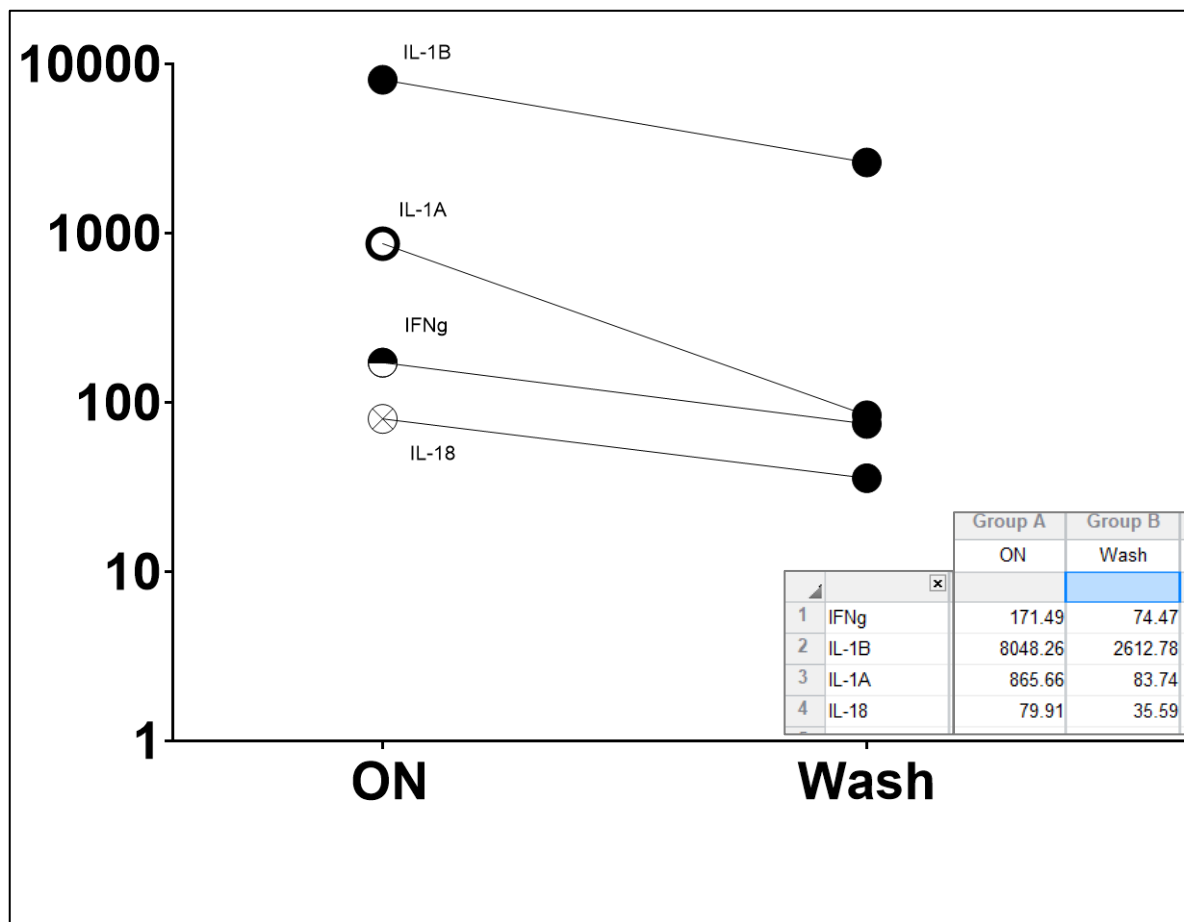 10000
IL-1B
IL-1A
1000
IFNg
100
IL-18
10
1
ON
Wash
Group A Group B
ON Wash
1 IFNg 171.49 74.47
2 IL-1B 8048.26 2612.78
3 IL-1A 865.66 83.74
4 IL-18 79.91 35.59